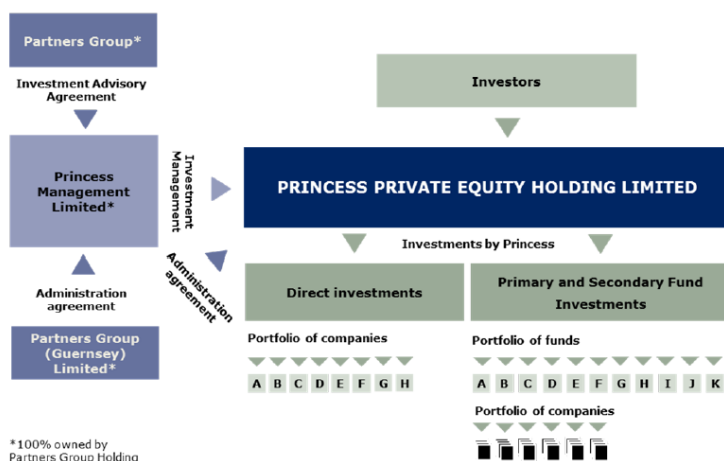 Partners Group*
Investment Advisory
Agreement
Princess
Management
Limited*
Administration
agreement
Partners Group
(Guernsey)
Limited*
*100% owned by
Partners Group Holding
Investment
Management
Administration
agreement
Investors
PRINCESS PRIVATE EQUITY HOLDING LIMITED
Investments by Princess
Direct investments
Primary and Secondary Fund
Investments
Portfolio of companies
A B C D E F G H
Portfolio of funds
A B C D E F G H I J K
Portfolio of companies